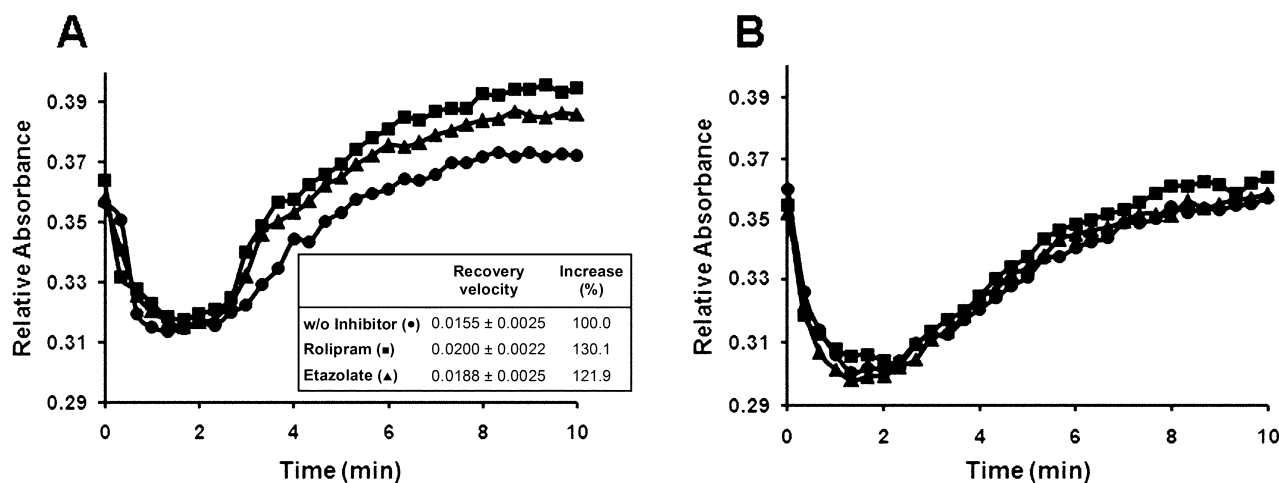 A
Relative Absorbance
0.39
0.37
0.35
0.33
0.31
0.29
Recovery velocity Increase (%)
w/o Inhibitor (●) 0.0155 ± 0.0025 100.0
Rolipram (■) 0.0200 ± 0.0022 130.1
Etazolate (▲) 0.0188 ± 0.0025 121.9
0 2 4 6 8 10
Time (min)
B
Relative Absorbance
0.39
0.37
0.35
0.33
0.31
0.29
0 2 4 6 8 10
Time (min)